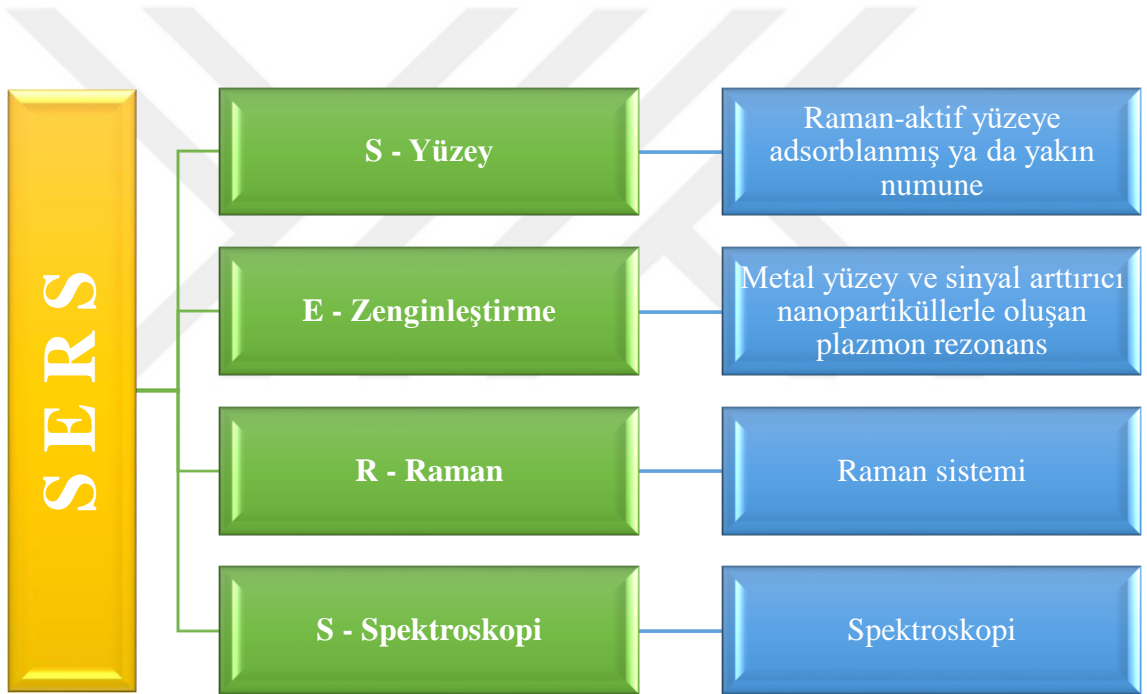 S E R S
S - Yüzey
Raman-aktif yüzeye
adsorblanmış ya da yakın
numune
E - Zenginleştirme
Metal yüzey ve sinyal arttırıcı
nanopartiküllerle oluşan
plazmon rezonans
R - Raman
Raman sistemi
S - Spektroskopi
Spektroskopi